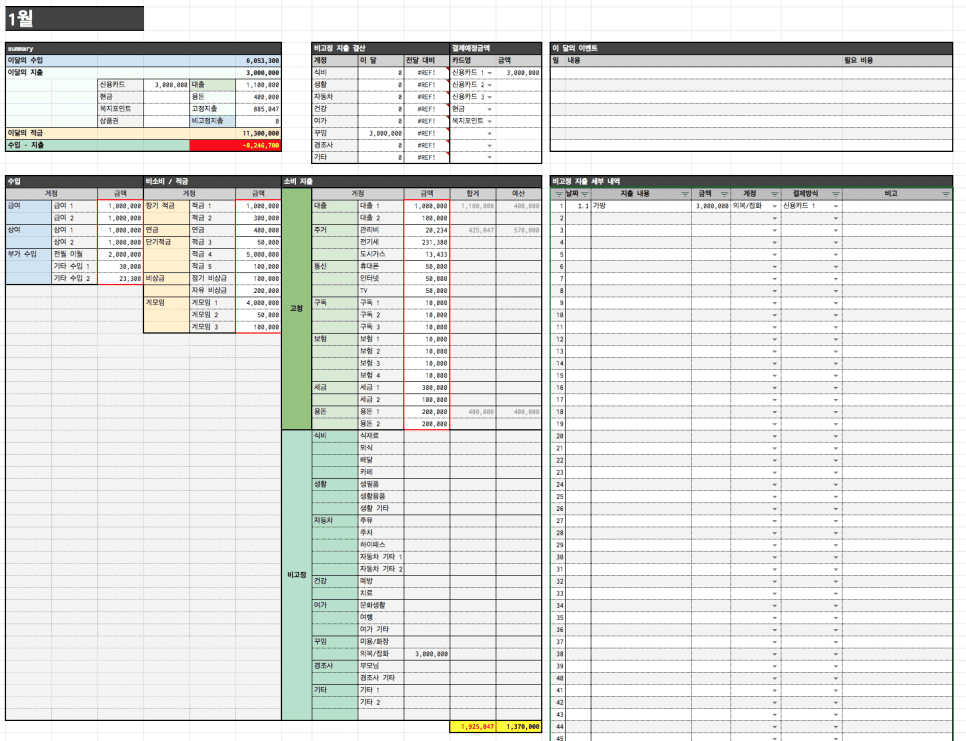 1월
summary
이달의 수입 6,053,300
이달의 지출 3,000,000
신용카드 3,000,000 대출 1,100,000
현금 용돈 400,000
복지포인트 고정지출 885,047
상품권 비고정지출 0
이달의 적금 11,300,000
수입 - 지출 -8,246,700
비고정 지출 결산 결제예정금액
계정 이 달 전달 대비 카드명 금액
식비 0 #REF! 신용카드 1 3,000,000
생활 0 #REF! 신용카드 2
자동차 0 #REF! 신용카드 3
건강 0 #REF! 현금
여가 0 #REF! 복지포인트
꾸밈 3,000,000 #REF!
경조사 0 #REF!
기타 0 #REF!
이 달의 이벤트
일 내용 필요 비용
수입
계정 금액
급여 급여 1 1,000,000
급여 2 1,000,000
상여 상여 1 1,000,000
상여 2 1,000,000
부가 수입 전월 이월 2,000,000
기타 수입 1 30,000
기타 수입 2 23,300
비소비 / 적금
계정 금액
장기 적금 적금 1 1,000,000
적금 2 300,000
연금 연금 400,000
단기적금 적금 3 50,000
적금 4 5,000,000
적금 5 100,000
비상금 정기 비상금 100,000
자유 비상금 200,000
계모임 계모임 1 4,000,000
계모임 2 50,000
계모임 3 100,000
소비 지출
계정 금액 합계 예산
고정
대출 대출 1 1,000,000 1,100,000 400,000
대출 2 100,000
주거 관리비 20,234 425,047 570,000
전기세 231,380
도시가스 13,433
통신 휴대폰 50,000
인터넷 50,000
TV 50,000
구독 구독 1 10,000
구독 2 10,000
구독 3 10,000
보험 보험 1 10,000
보험 2 10,000
보험 3 10,000
보험 4 10,000
세금 세금 1 300,000
세금 2 100,000
용돈 용돈 1 200,000 400,000 400,000
용돈 2 200,000
비고정
식비 식자료
외식
배달
카페
생활 생필품
생활용품
생활 기타
자동차 주유
주차
하이패스
자동차 기타 1
자동차 기타 2
건강 예방
치료
여가 문화생활
여행
여가 기타
꾸밈 미용/화장
의복/잡화 3,000,000
경조사 부모님
경조사 기타
기타 기타 1
기타 2
1,925,047 1,370,000
비고정 지출 세부 내역
날짜 지출 내용 금액 계정 결제방식 비고
1 1.1 가방 3,000,000 의복/잡화 신용카드 1
2
3
4
5
6
7
8
9
10
11
12
13
14
15
16
17
18
19
20
21
22
23
24
25
26
27
28
29
30
31
32
33
34
35
36
37
38
39
40
41
42
43
44
45